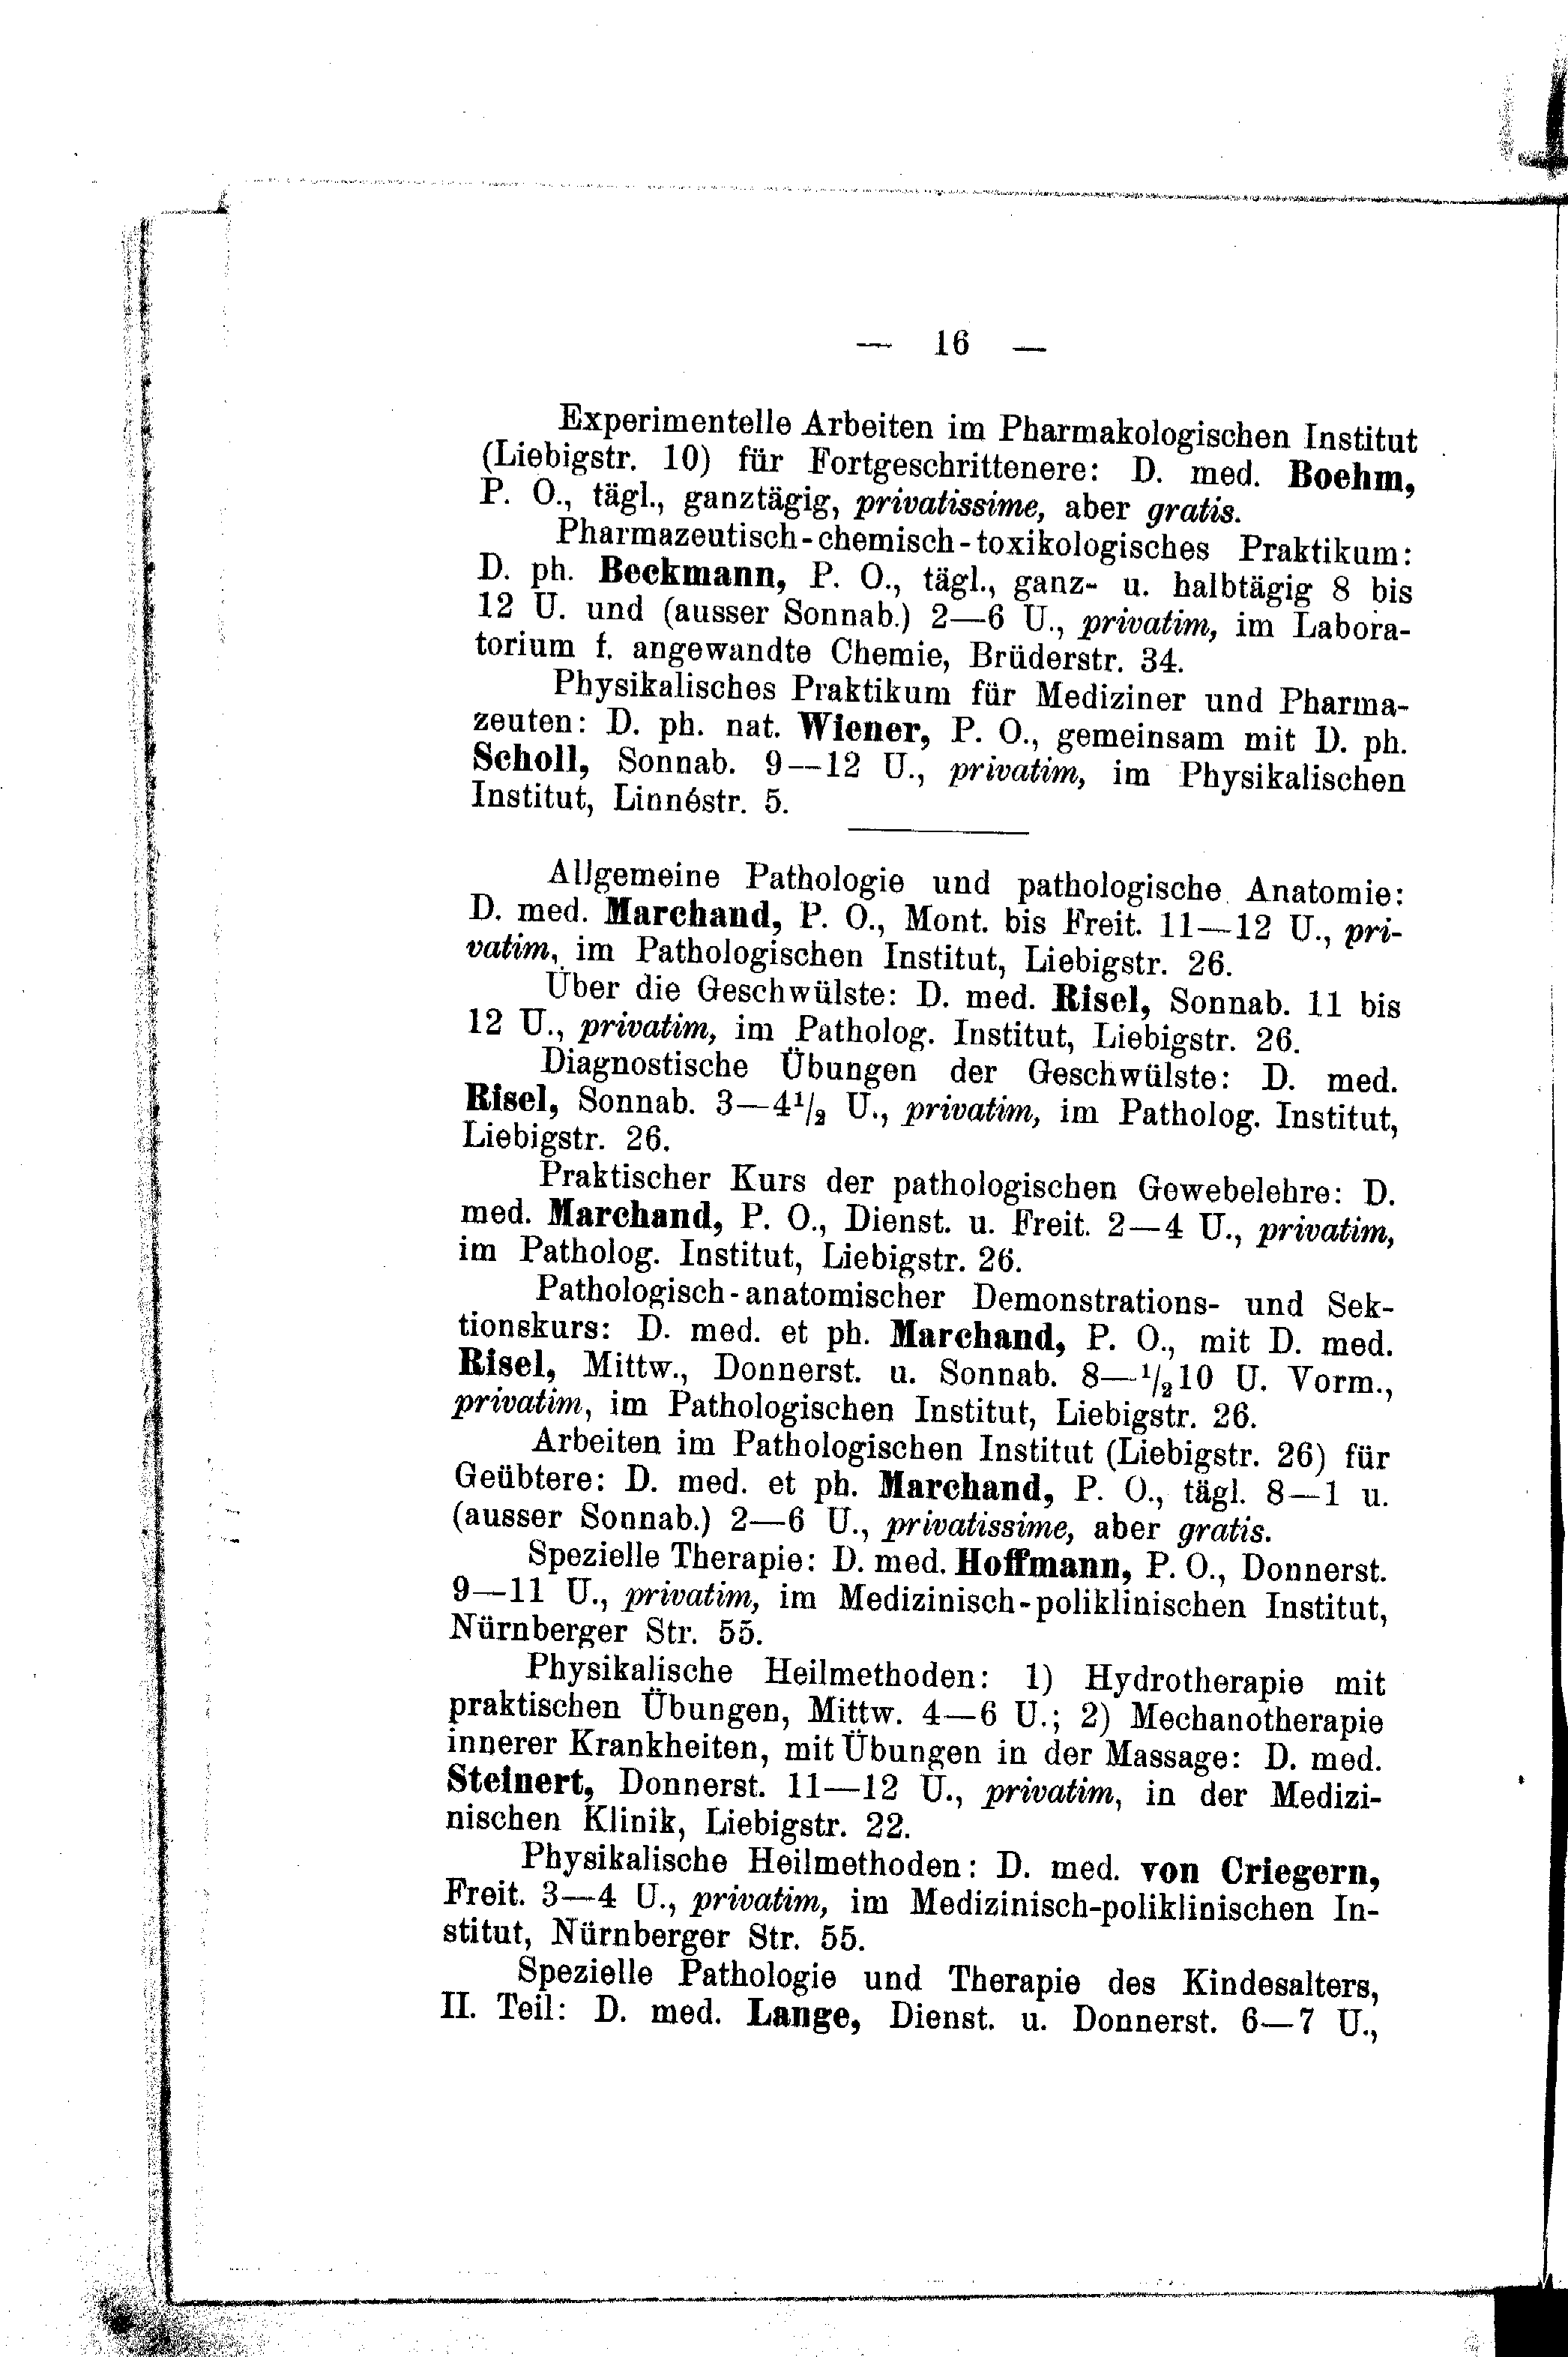 — 16 —
Experimentelle Arbeiten im Pharmakologischen Institut
(Liebigstr. 10) für Fortgeschrittenere: D. med. Boehm,
P. O., tägl., ganztägig, privatissime, aber gratis.
Pharmazeutisch-chemisch-toxikologisches Praktikum:
D. ph. Beckmann, P. O., tägl., ganz- u. halbtägig 8 bis
12 U. und (ausser Sonnab.) 2—6 U., privatim, im Labora-
torium f. angewandte Chemie, Brüderstr. 34.
Physikalisches Praktikum für Mediziner und Pharma-
zeuten: D. ph. nat. Wiener, P. O., gemeinsam mit D. ph.
Scholl, Sonnab. 9—12 U., privatim, im Physikalischen
Institut, Linnéstr. 5.
Allgemeine Pathologie und pathologische Anatomie:
D. med. Marchand, P. O., Mont. bis Freit. 11—12 U., pri-
vatim, im Pathologischen Institut, Liebigstr. 26.
Über die Geschwülste: D. med. Risel, Sonnab. 11 bis
12 U., privatim, im Patholog. Institut, Liebigstr. 26.
Diagnostische Übungen der Geschwülste: D. med.
Risel, Sonnab. 3—4 1/2 U., privatim, im Patholog. Institut,
Liebigstr. 26.
Praktischer Kurs der pathologischen Gewebelehre: D.
med. Marchand, P. O., Dienst. u. Freit. 2—4 U., privatim,
im Patholog. Institut, Liebigstr. 26.
Pathologisch-anatomischer Demonstrations- und Sek-
tionskurs: D. med. et ph. Marchand, P. O., mit D. med.
Risel, Mittw., Donnerst. u. Sonnab. 8—1/2 10 U. Vorm.,
privatim, im Pathologischen Institut, Liebigstr. 26.
Arbeiten im Pathologischen Institut (Liebigstr. 26) für
Geübtere: D. med. et ph. Marchand, P. O., tägl. 8—1 u.
(ausser Sonnab.) 2—6 U., privatissime, aber gratis.
Spezielle Therapie: D. med. Hoffmann, P. O., Donnerst.
9—11 U., privatim, im Medizinisch-poliklinischen Institut,
Nürnberger Str. 55.
Physikalische Heilmethoden: 1) Hydrotherapie mit
praktischen Übungen, Mittw. 4—6 U.; 2) Mechanotherapie
innerer Krankheiten, mit Übungen in der Massage: D. med.
Steinert, Donnerst. 11—12 U., privatim, in der Medizi-
nischen Klinik, Liebigstr. 22.
Physikalische Heilmethoden: D. med. von Criegern,
Freit. 3—4 U., privatim, im Medizinisch-poliklinischen In-
stitut, Nürnberger Str. 55.
Spezielle Pathologie und Therapie des Kindesalters,
II. Teil: D. med. Lange, Dienst. u. Donnerst. 6—7 U.,